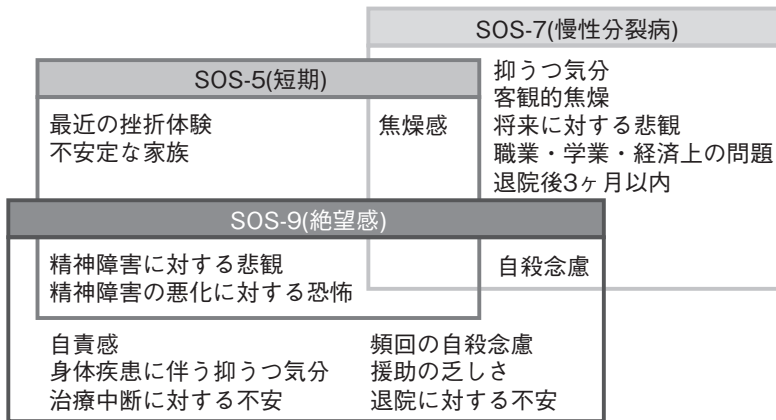 SOS-7(慢性分裂病)
抑うつ気分
客観的焦燥
将来に対する悲観
職業・学業・経済上の問題
退院後3ヶ月以内
SOS-5(短期)
最近の挫折体験
不安定な家族
焦燥感
SOS-9(絶望感)
精神障害に対する悲観
精神障害の悪化に対する恐怖
自殺念慮
自責感
身体疾患に伴う抑うつ気分
治療中断に対する不安
頻回の自殺念慮
援助の乏しさ
退院に対する不安